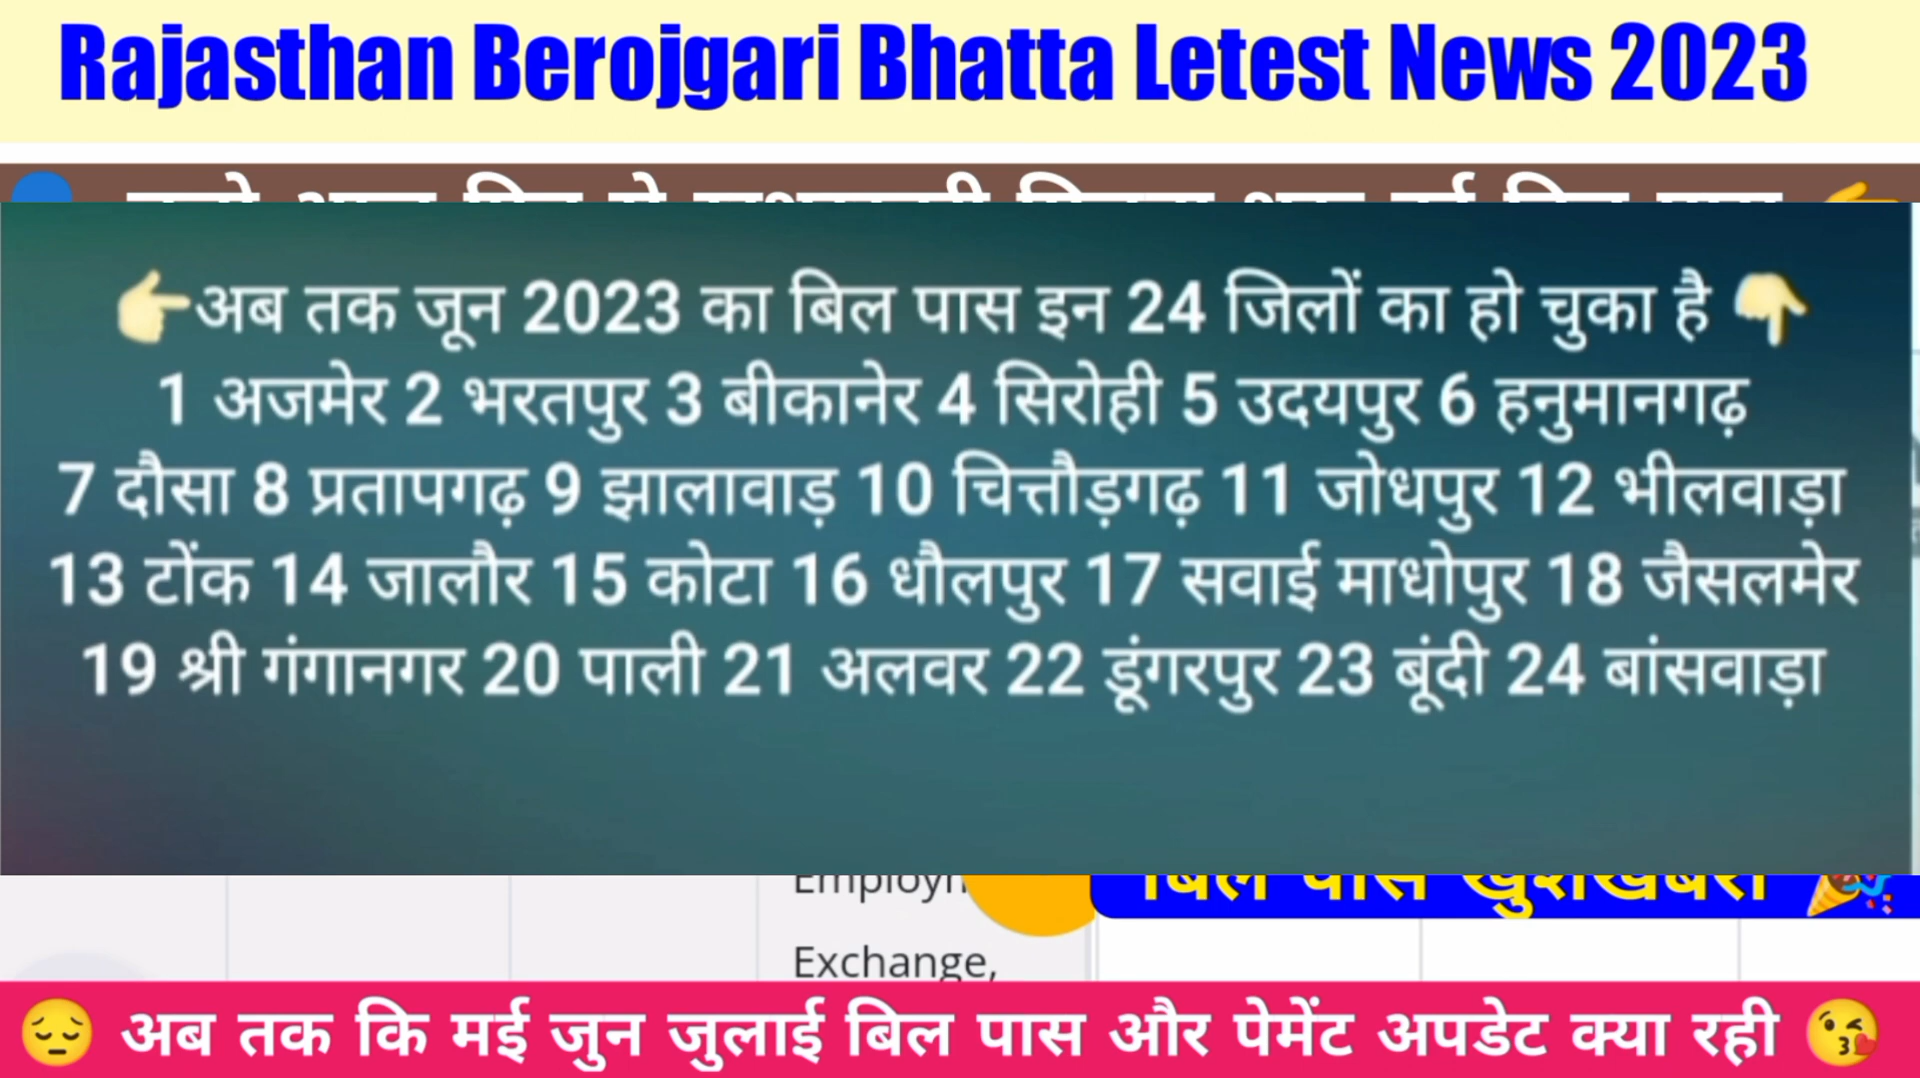 Rajasthan Berojgari Bhatta Letest News 2023
👉अब तक जून 2023 का बिल पास इन 24 जिलों का हो चुका है 👇
1 अजमेर 2 भरतपुर 3 बीकानेर 4 सिरोही 5 उदयपुर 6 हनुमानगढ़
7 दौसा 8 प्रतापगढ़ 9 झालावाड़ 10 चित्तौड़गढ़ 11 जोधपुर 12 भीलवाड़ा
13 टोंक 14 जालौर 15 कोटा 16 धौलपुर 17 सवाई माधोपुर 18 जैसलमेर
19 श्री गंगानगर 20 पाली 21 अलवर 22 डूंगरपुर 23 बूंदी 24 बांसवाड़ा
बिल पास खुशखबरी 🎉
Exchange,
😔 अब तक कि मई जुन जुलाई बिल पास और पेमेंट अपडेट क्या रही 😘